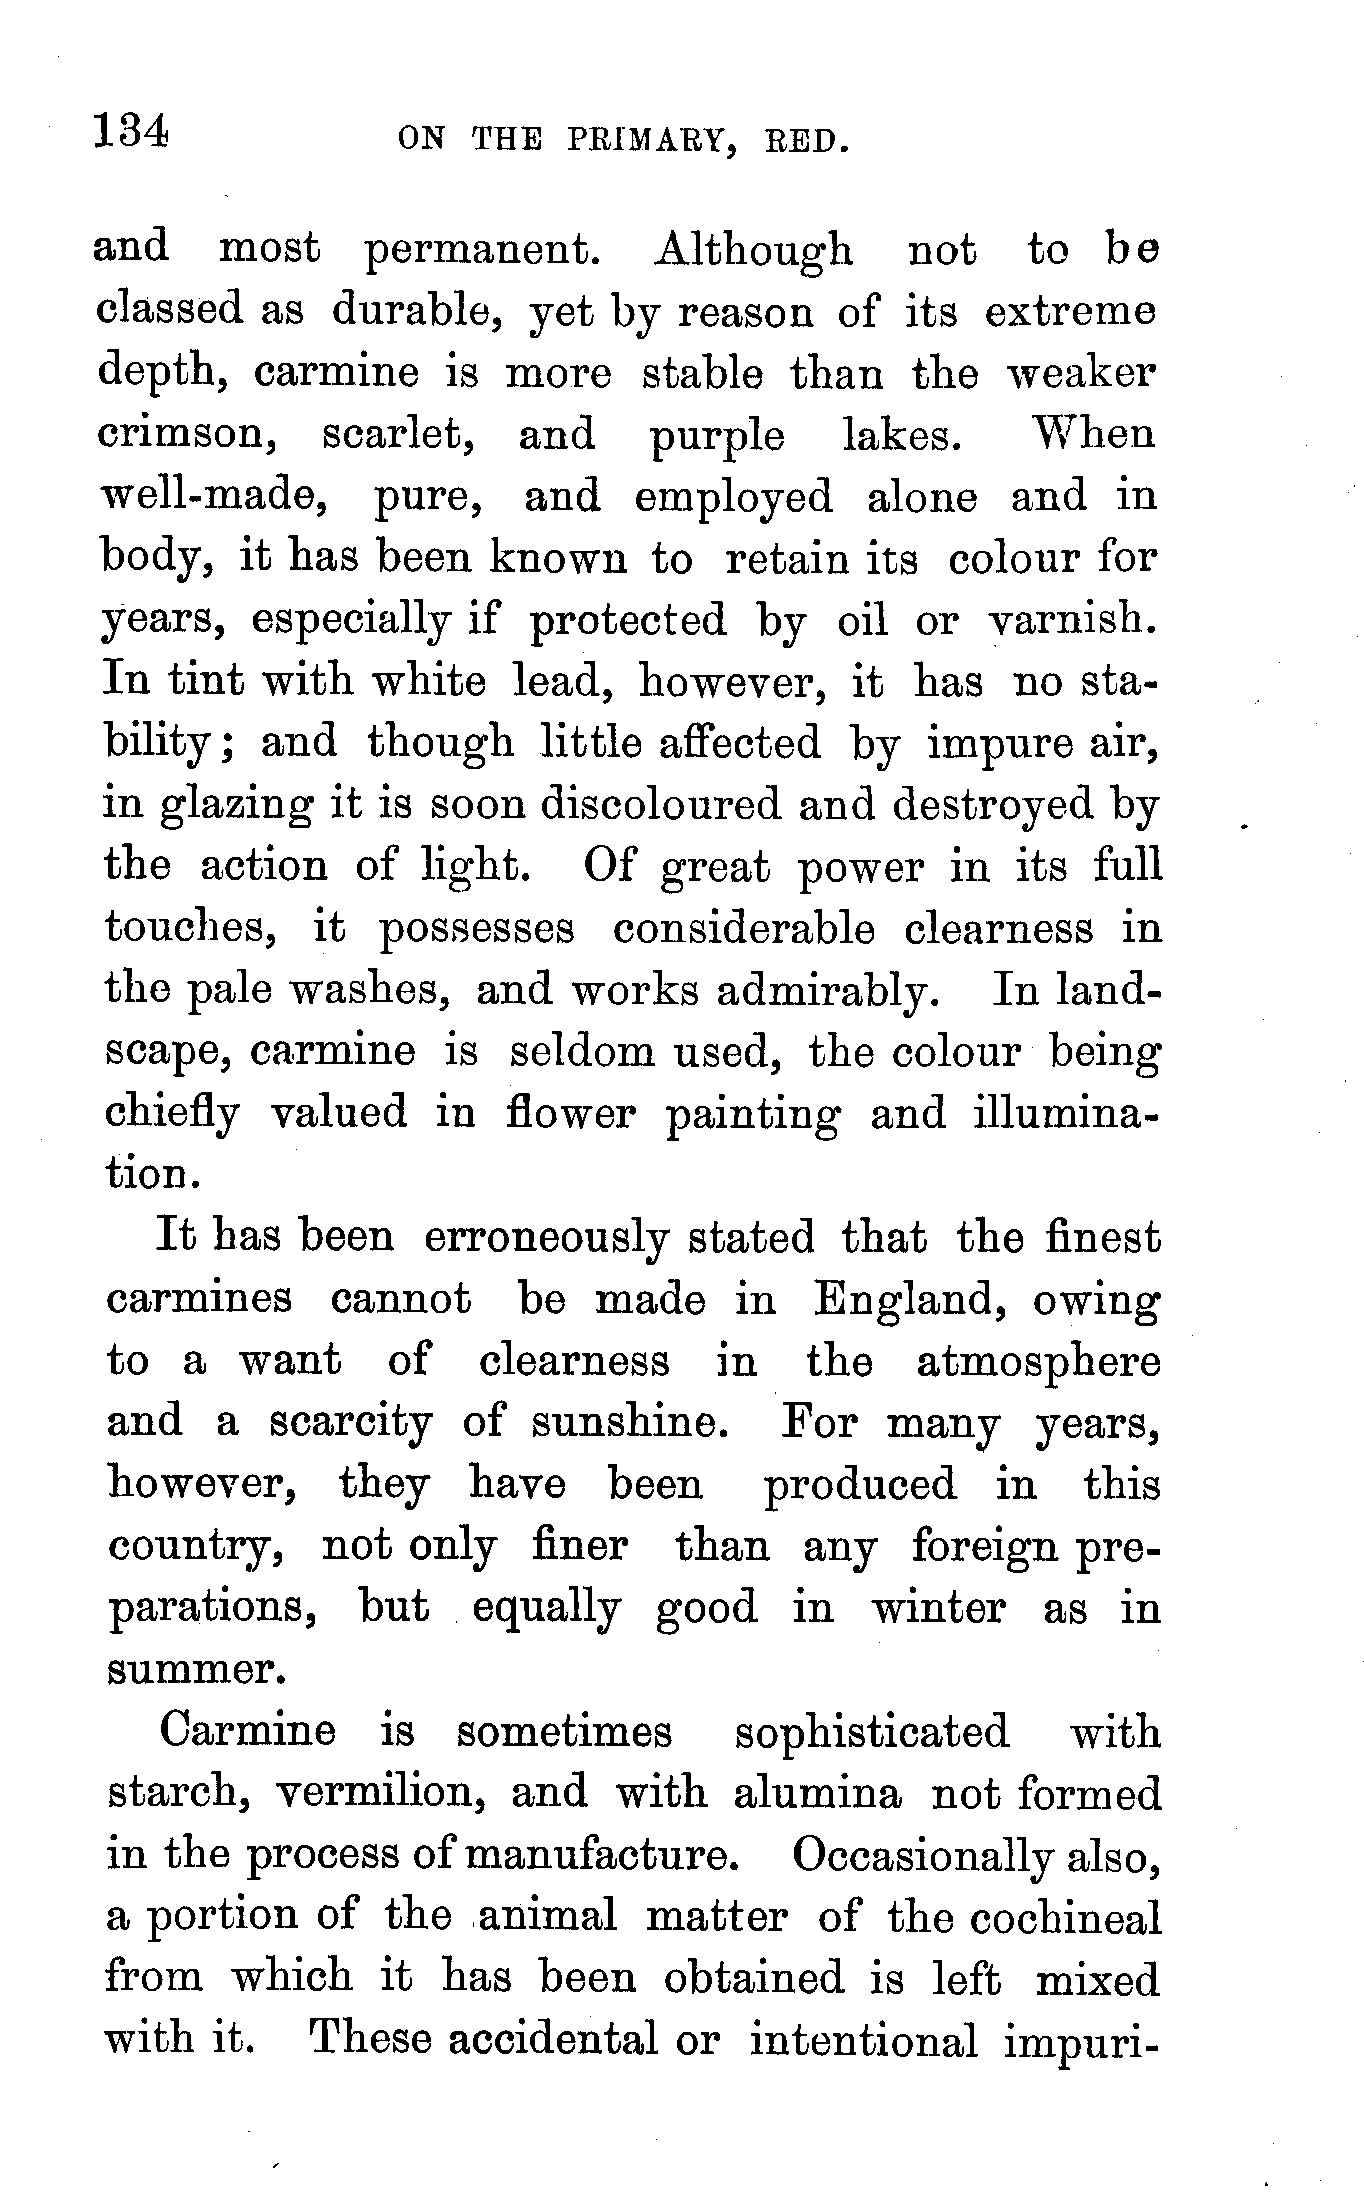 134 ON THE PRIMARY, RED.
and most permanent. Although not to be
classed as durable, yet by reason of its extreme
depth, carmine is more stable than the weaker
crimson, scarlet, and purple lakes. When
well-made, pure, and employed alone and in
body, it has been known to retain its colour for
years, especially if protected by oil or varnish.
In tint with white lead, however, it has no sta-
bility; and though little affected by impure air,
in glazing it is soon discoloured and destroyed by
the action of light. Of great power in its full
touches, it possesses considerable clearness in
the pale washes, and works admirably. In land-
scape, carmine is seldom used, the colour being
chiefly valued in flower painting and illumina-
tion.
It has been erroneously stated that the finest
carmines cannot be made in England, owing
to a want of clearness in the atmosphere
and a scarcity of sunshine. For many years,
however, they have been produced in this
country, not only finer than any foreign pre-
parations, but equally good in winter as in
summer.
Carmine is sometimes sophisticated with
starch, vermilion, and with alumina not formed
in the process of manufacture. Occasionally also,
a portion of the animal matter of the cochineal
from which it has been obtained is left mixed
with it. These accidental or intentional impuri-